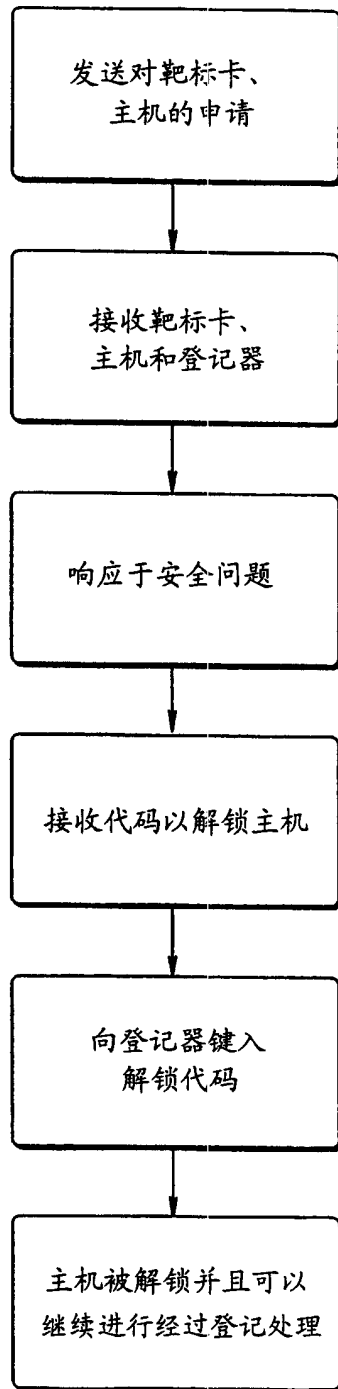 发送对靶标卡、
主机的申请
接收靶标卡、
主机和登记器
响应于安全问题
接收代码以解锁主机
向登记器键入
解锁代码
主机被解锁并且可以
继续进行经过登记处理